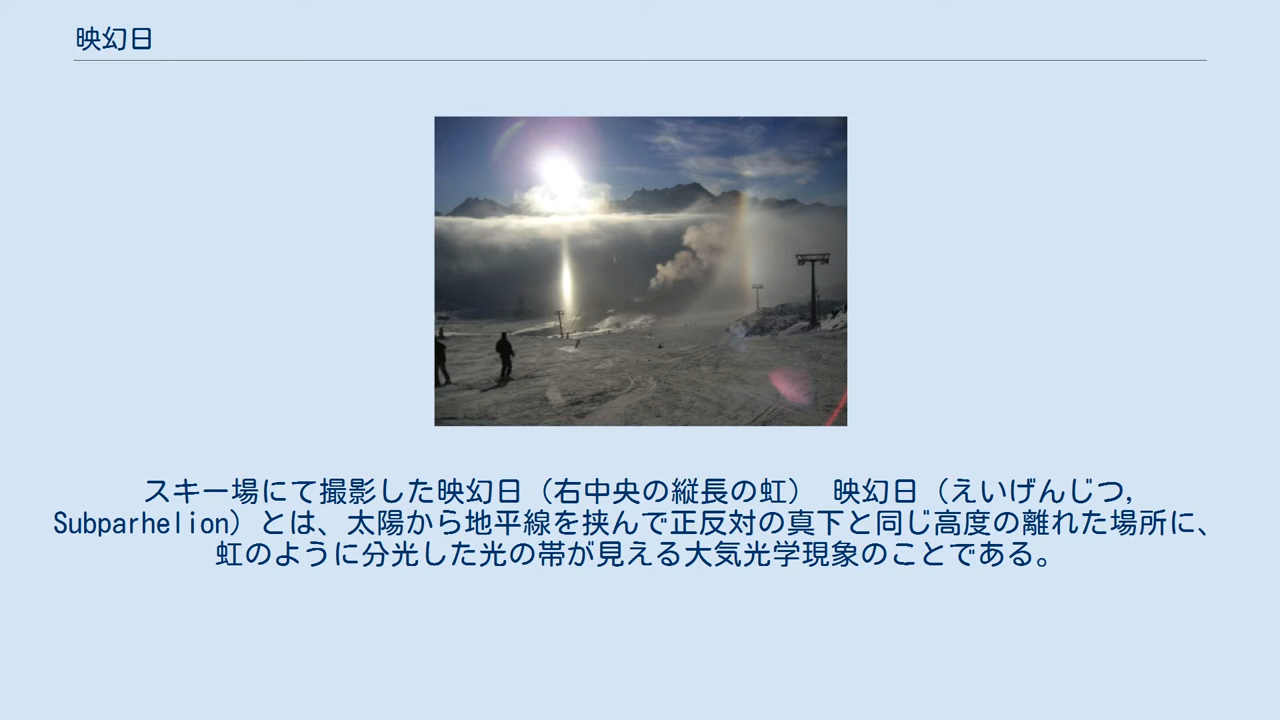 映幻日
スキー場にて撮影した映幻日（右中央の縦長の虹） 映幻日（えいげんじつ,
Subparhelion）とは、太陽から地平線を挟んで正反対の真下と同じ高度の離れた場所に、
虹のように分光した光の帯が見える大気光学現象のことである。